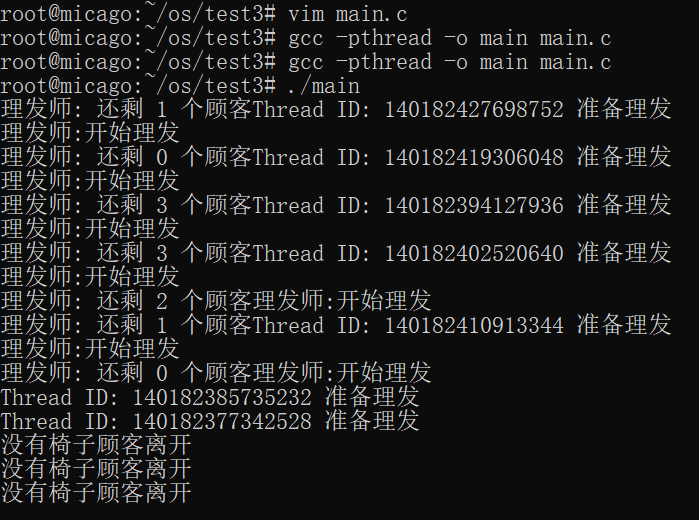 root@micago:~/os/test3# vim main.c
root@micago:~/os/test3# gcc -pthread -o main main.c
root@micago:~/os/test3# gcc -pthread -o main main.c
root@micago:~/os/test3# ./main
理发师: 还剩 1 个顾客Thread ID: 140182427698752 准备理发
理发师:开始理发
理发师: 还剩 0 个顾客Thread ID: 140182419306048 准备理发
理发师:开始理发
理发师: 还剩 3 个顾客Thread ID: 140182394127936 准备理发
理发师:开始理发
理发师: 还剩 3 个顾客Thread ID: 140182402520640 准备理发
理发师:开始理发
理发师: 还剩 2 个顾客理发师:开始理发
理发师: 还剩 1 个顾客Thread ID: 140182410913344 准备理发
理发师:开始理发
理发师: 还剩 0 个顾客理发师:开始理发
Thread ID: 140182385735232 准备理发
Thread ID: 140182377342528 准备理发
没有椅子顾客离开
没有椅子顾客离开
没有椅子顾客离开